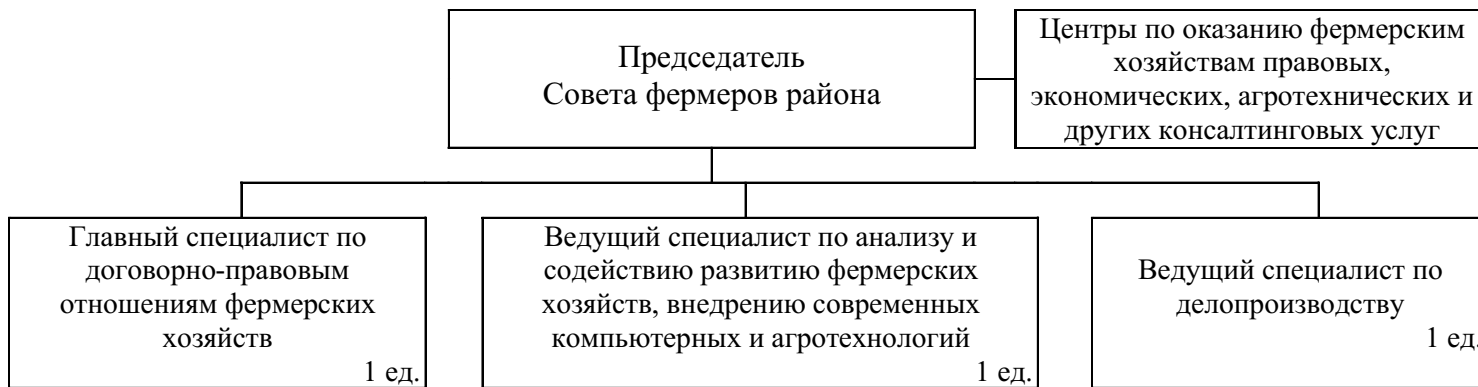 Председатель
Совета фермеров района
Центры по оказанию фермерским
хозяйствам правовых,
экономических, агротехнических и
других консалтинговых услуг
Главный специалист по
договорно-правовым
отношениям фермерских
хозяйств
1 ед.
Ведущий специалист по анализу и
содействию развитию фермерских
хозяйств, внедрению современных
компьютерных и агротехнологий
1 ед.
Ведущий специалист по
делопроизводству
1 ед.